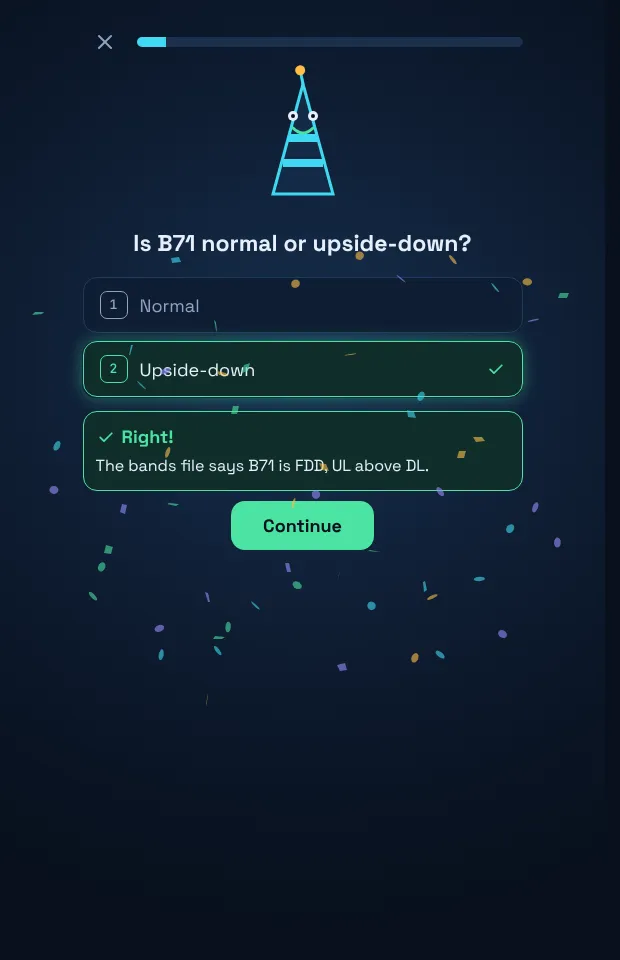 Is B71 normal or upside-down?
1 Normal
2 Upside-down
Right!
The bands file says B71 is FDD, UL above DL.
Continue